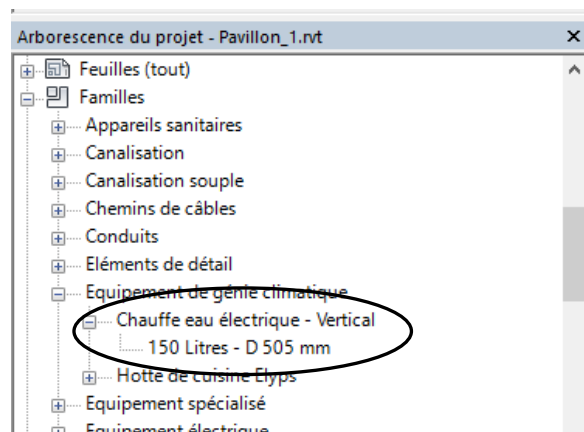 Arborescence du projet - Pavillon_1.rvt
Feuilles (tout)
Familles
Appareils sanitaires
Canalisation
Canalisation souple
Chemins de câbles
Conduits
Eléments de détail
Equipement de génie climatique
Chauffe eau électrique - Vertical
150 Litres - D 505 mm
Hotte de cuisine Elyps
Equipement spécialisé
Equipement électrique